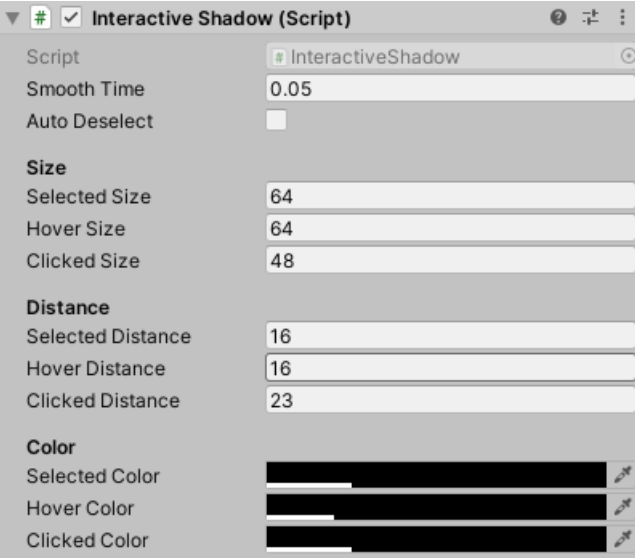 Interactive Shadow (Script)
Script InteractiveShadow
Smooth Time 0.05
Auto Deselect
Size
Selected Size 64
Hover Size 64
Clicked Size 48
Distance
Selected Distance 16
Hover Distance 16
Clicked Distance 23
Color
Selected Color
Hover Color
Clicked Color